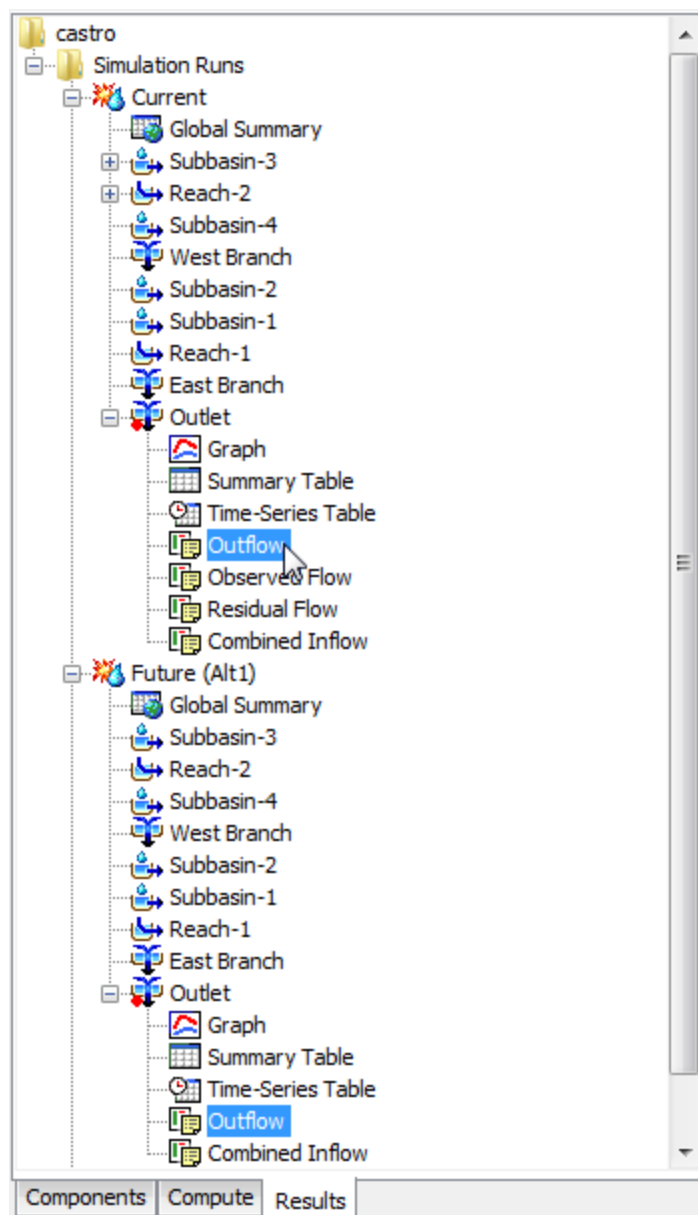 castro
Simulation Runs
Current
Global Summary
Subbasin-3
Reach-2
Subbasin-4
West Branch
Subbasin-2
Subbasin-1
Reach-1
East Branch
Outlet
Graph
Summary Table
Time-Series Table
Outflow
Observed Flow
Residual Flow
Combined Inflow
Future (Alt1)
Global Summary
Subbasin-3
Reach-2
Subbasin-4
West Branch
Subbasin-2
Subbasin-1
Reach-1
East Branch
Outlet
Graph
Summary Table
Time-Series Table
Outflow
Combined Inflow
Components Compute Results